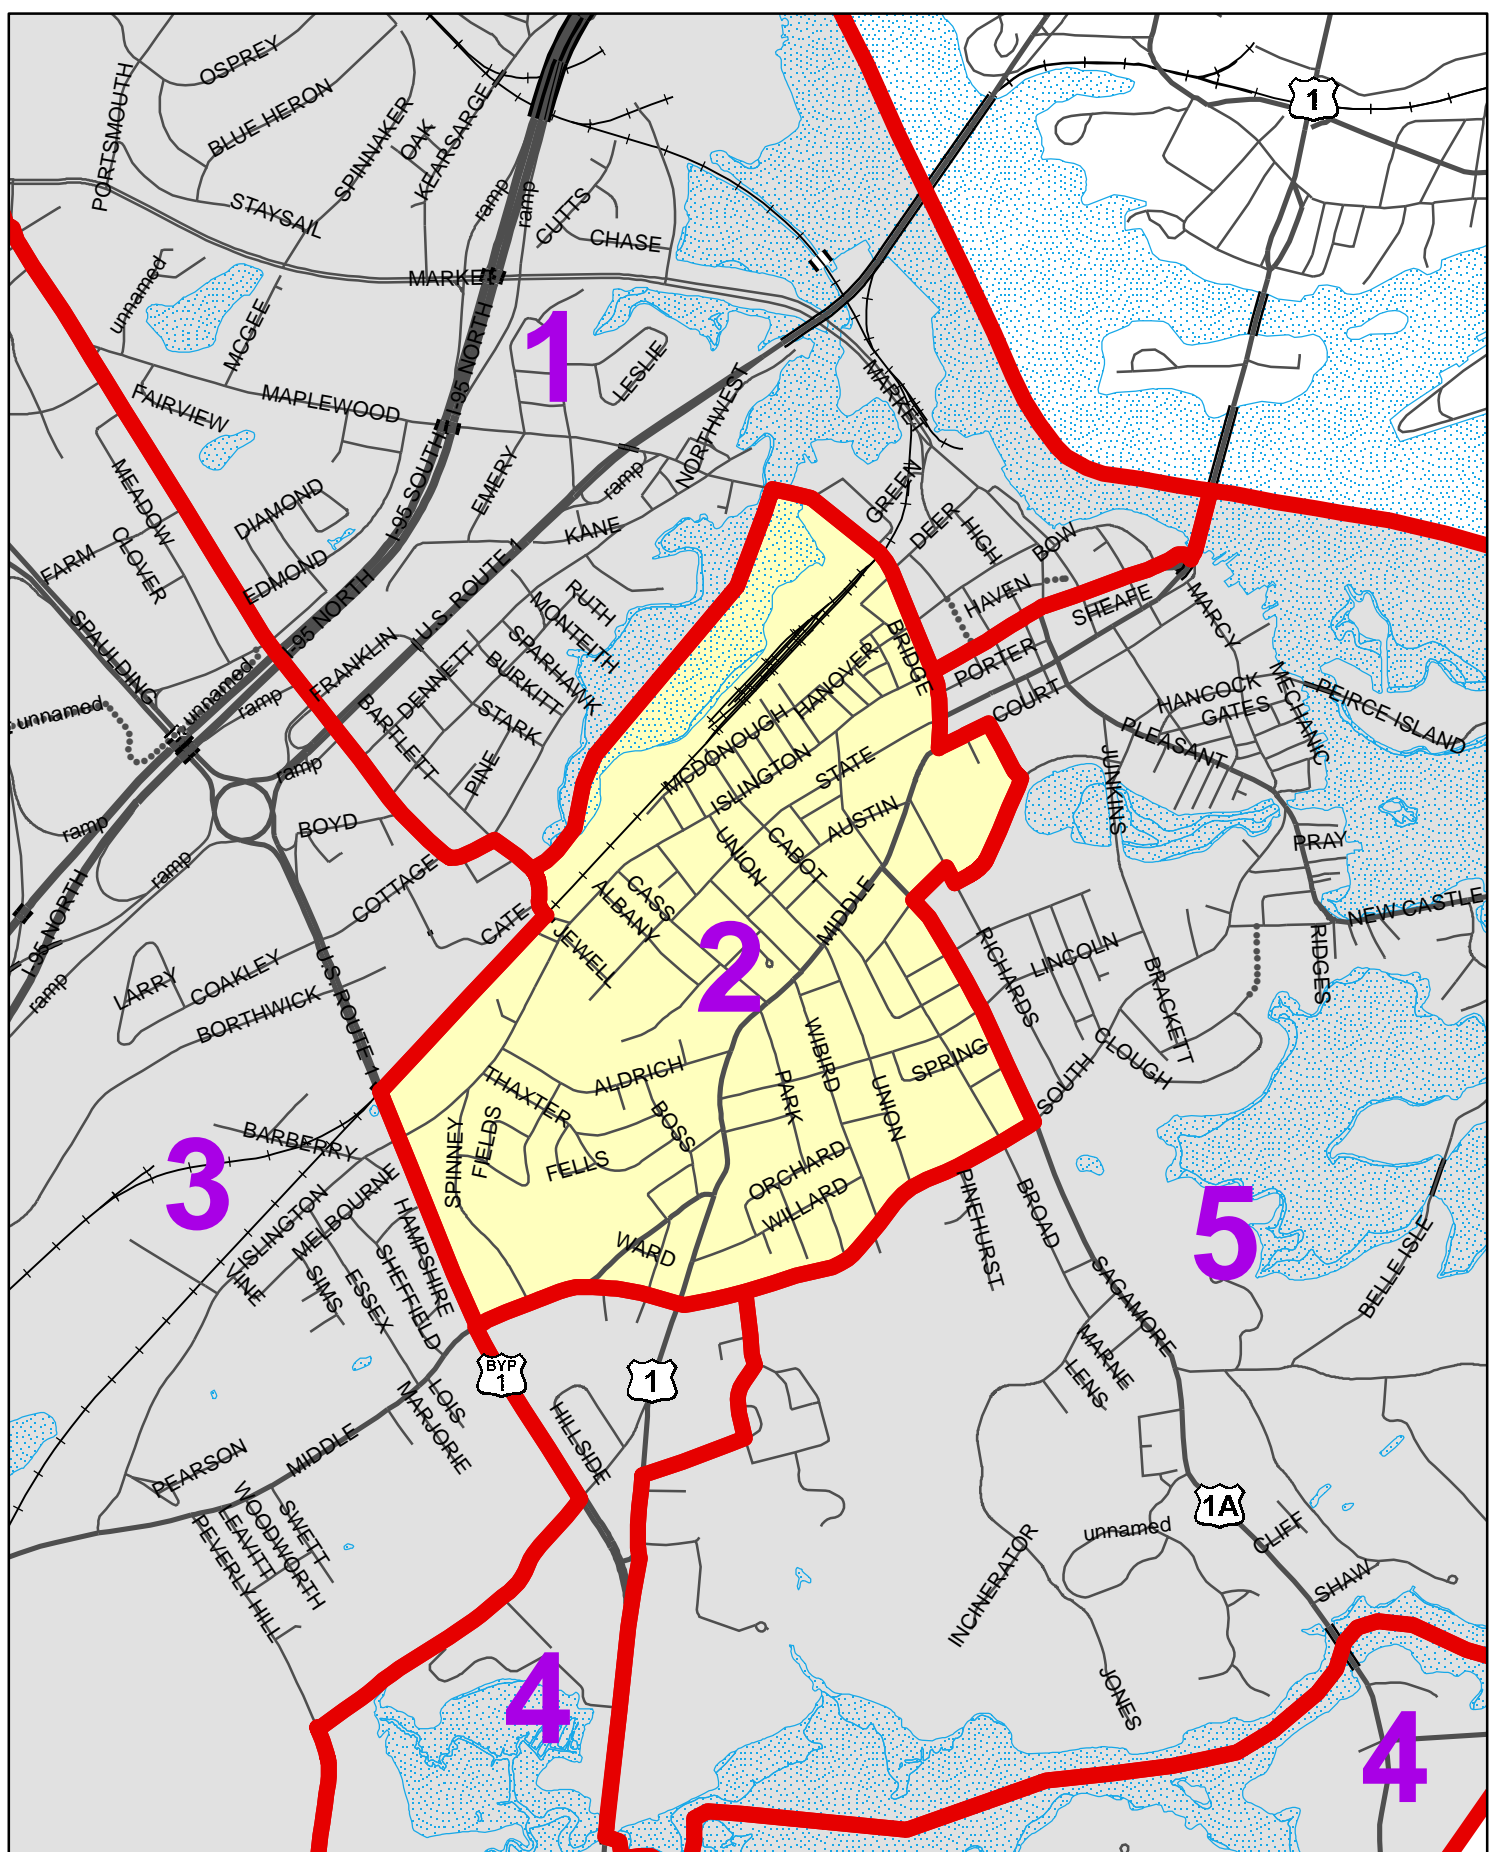 OSPREY
PORTSMOUTH
BLUE HERON
SPINNAKER
OAK
KEARSARGE
1
STAYSAIL
ramp
ramp
CUTTS
CHASE
MARKET
unnamed
MCGEE
I-95 NORTH
1
LESLIE
FAIRVIEW
MAPLEWOOD
NORTHWEST
MARKET
I-95 SOUTH
EMERY
ramp
MEADOW
DIAMOND
GREEN
DEER
HIGH
BOW
KANE
CLOVER
FARM
EDMOND
U.S. ROUTE 1
RUTH
MONTEITH
HAVEN
SHEAFE
MARCY
I-95 NORTH
SPAULDING
FRANKLIN
SPARHAWK
BRIDGE
unnamed
ramp
DENNETT
BURKITT
HANOVER
PORTER
COURT
HANCOCK
GATES
MECHANIC
PEIRCE ISLAND
unnamed
BARTLETT
STARK
MCDONOUGH
PLEASANT
ramp
PINE
ISLINGTON
STATE
JUNKINS
ramp
BOYD
AUSTIN
UNION
CABOT
PRAY
ramp
COTTAGE
CASS
ALBANY
MIDDLE
NEW CASTLE
I-95 NORTH
CATE
JEWELL
2
RICHARDS
LINCOLN
RIDGES
ramp
LARRY
COAKLEY
U.S. ROUTE 1
BRACKETT
BORTHWICK
WIBIRD
SPRING
CLOUGH
THAXTER
ALDRICH
PARK
UNION
SOUTH
BARBERRY
SPINNEY
FIELDS
BOSS
FELLS
ORCHARD
3
MELBOURNE
ISLINGTON
HAMPSHIRE
WILLARD
PINEHURST
BROAD
5
VINE
SIMS
ESSEX
SHEFFIELD
WARD
SAGAMORE
BELLE ISLE
BYP
1
1
MARNE
LENS
LOIS
MARJORIE
HILLSIDE
MIDDLE
PEARSON
WOODWORTH
SWETT
LEAVITT
PEVERLY HILL
1A
unnamed
CLIFF
INCINERATOR
SHAW
4
JONES
4